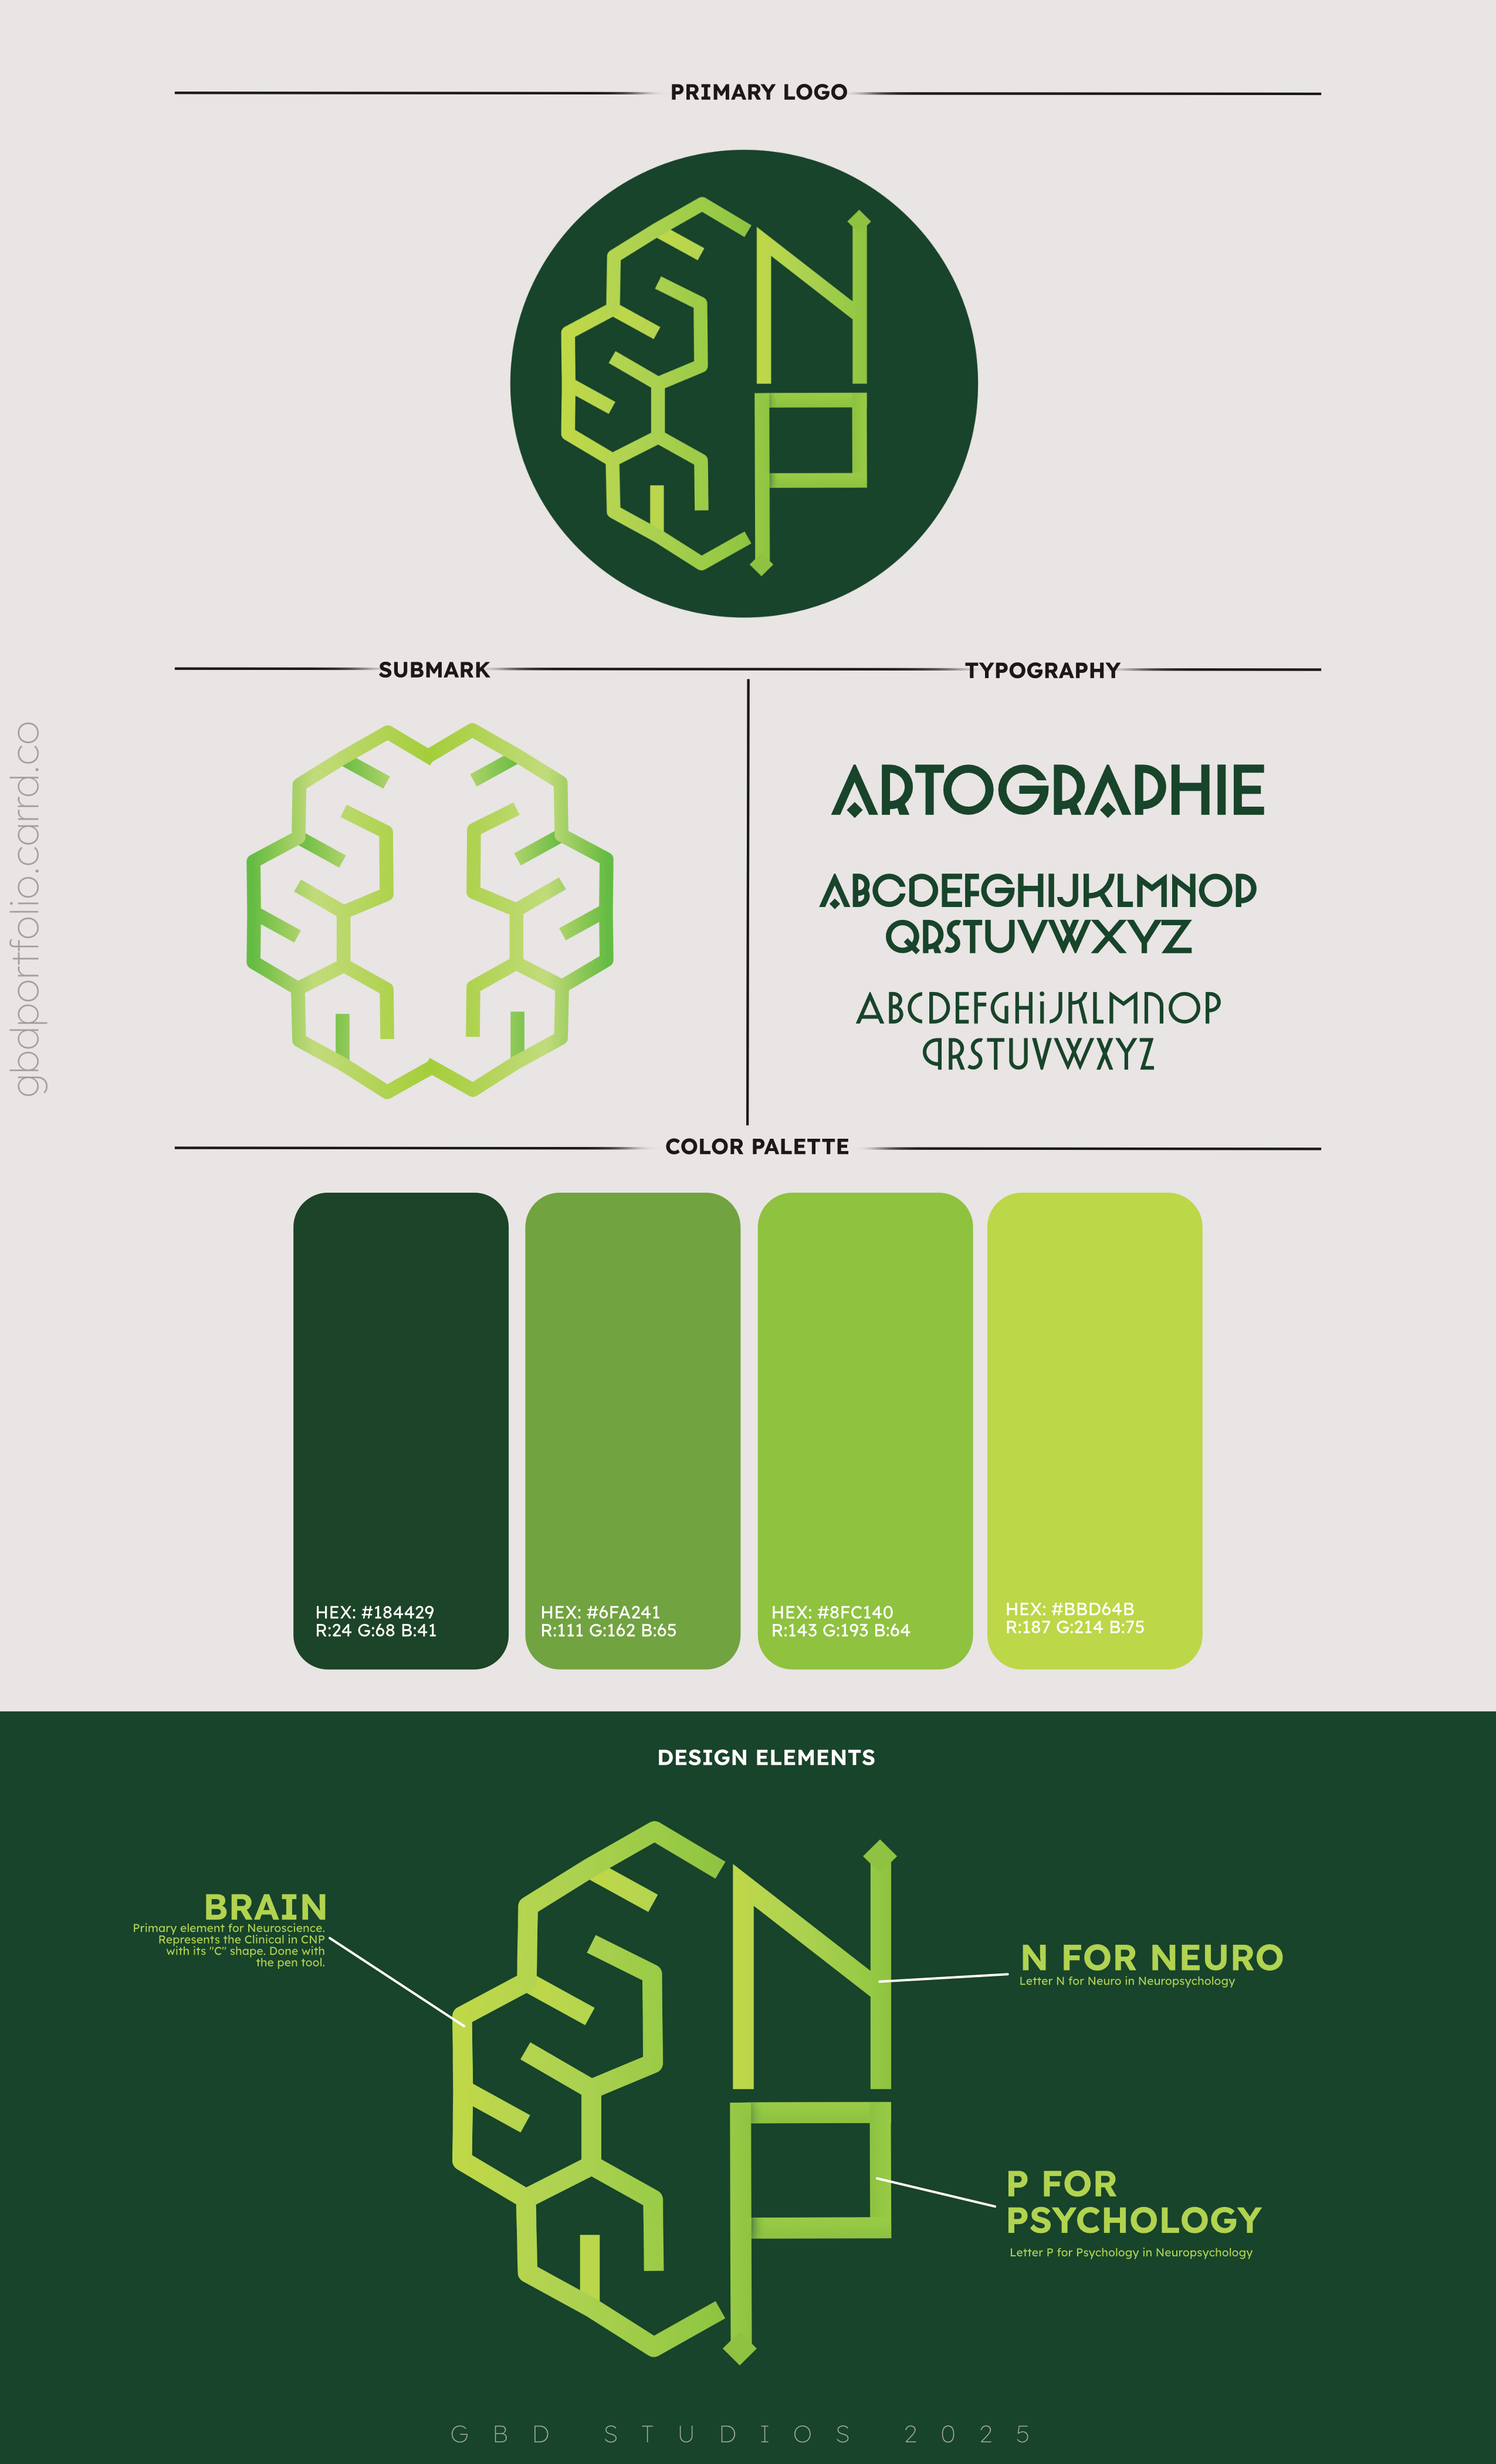 PRIMARY LOGO
N
P
SUBMARK
TYPOGRAPHY
gbdportfolio.carrd.co
ARTOGRAPHIE
ABCDEFGHIJKLMNOP
QRSTUVWXYZ
ABCDEFGHiJKLMNOP
QRSTUVWXYZ
COLOR PALETTE
HEX: #184429
R:24 G:68 B:41
HEX: #6FA241
R:111 G:162 B:65
HEX: #8FC140
R:143 G:193 B:64
HEX: #BBD64B
R:187 G:214 B:75
DESIGN ELEMENTS
BRAIN
Primary element for Neuroscience.
Represents the Clinical in CNP
with its "C" shape. Done with
the pen tool.
N
P
N FOR NEURO
Letter N for Neuro in Neuropsychology
P FOR
PSYCHOLOGY
Letter P for Psychology in Neuropsychology
GBD STUDIOS 2025